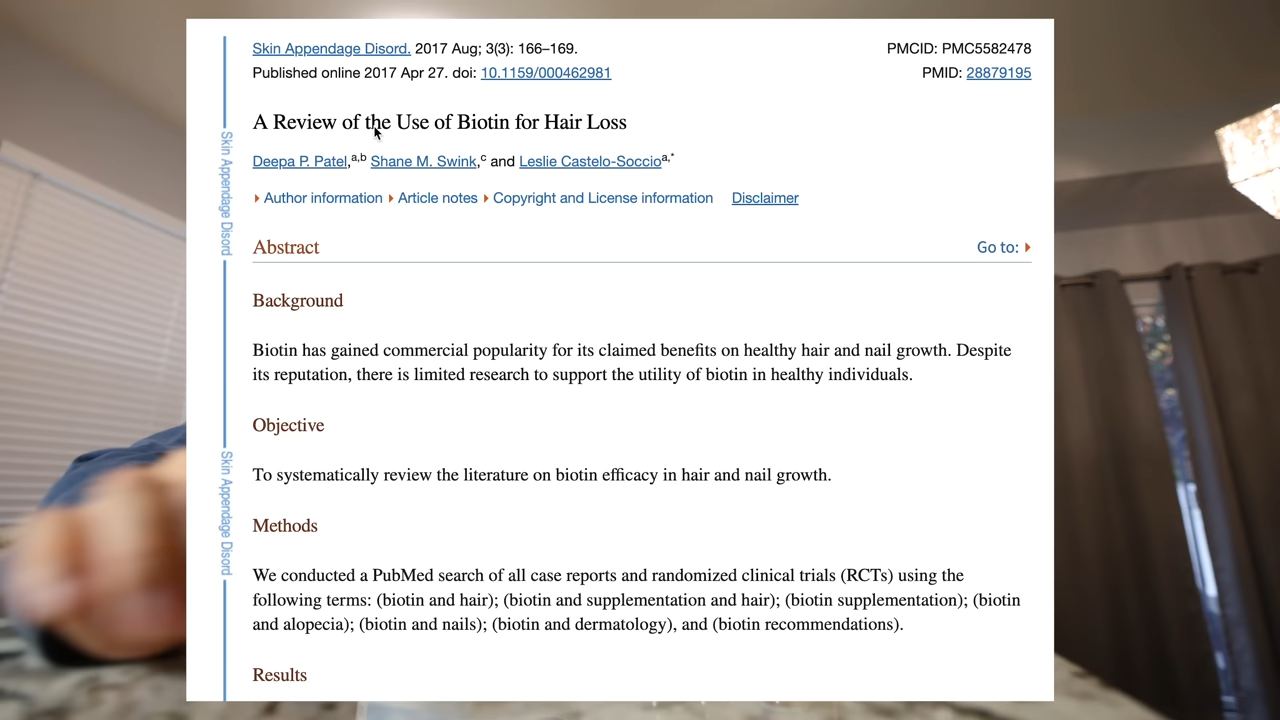 Skin Appendage Disord. 2017 Aug; 3(3): 166–169.
PMCID: PMC5582478
Published online 2017 Apr 27. doi: 10.1159/000462981
PMID: 28879195
A Review of the Use of Biotin for Hair Loss
Deepa P. Patel,a,b Shane M. Swink,c and Leslie Castelo-Soccioa,*
Author information Article notes Copyright and License information Disclaimer
Abstract
Go to:
Background
Biotin has gained commercial popularity for its claimed benefits on healthy hair and nail growth. Despite
its reputation, there is limited research to support the utility of biotin in healthy individuals.
Objective
To systematically review the literature on biotin efficacy in hair and nail growth.
Methods
We conducted a PubMed search of all case reports and randomized clinical trials (RCTs) using the
following terms: (biotin and hair); (biotin and supplementation and hair); (biotin supplementation); (biotin
and alopecia); (biotin and nails); (biotin and dermatology), and (biotin recommendations).
Results
Skin Appendage Disord
Skin Appendage Disord